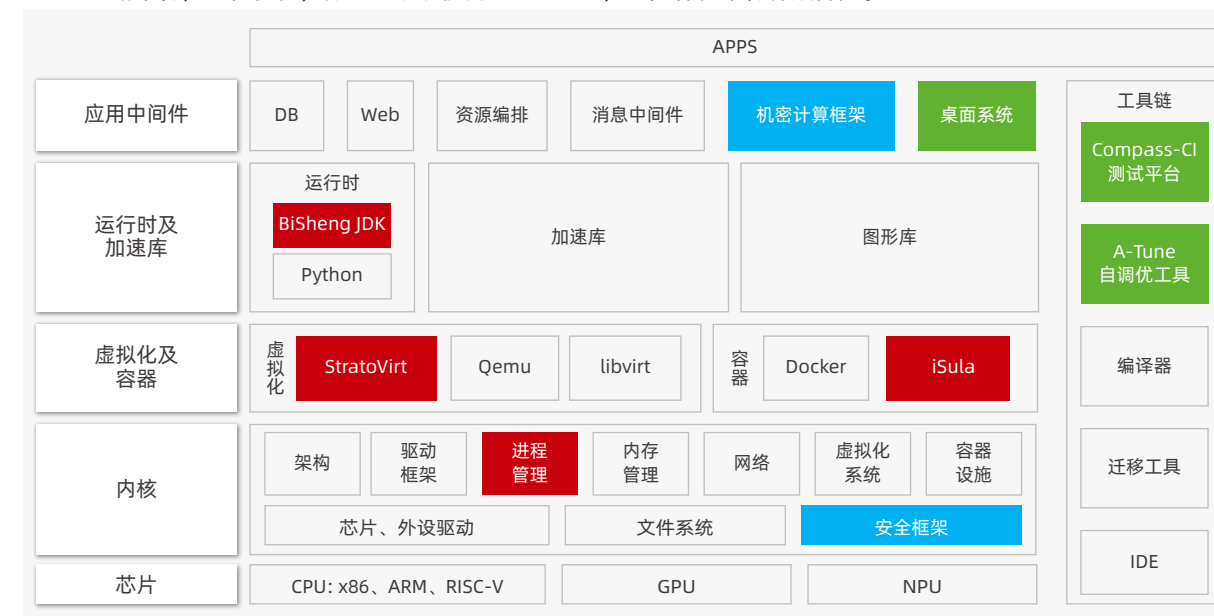 APPS
应用中间件
DB
Web
资源编排
消息中间件
机密计算框架
桌面系统
运行时及
加速库
运行时
BiSheng JDK
Python
加速库
图形库
虚拟化及
容器
虚拟化
StratoVirt
Qemu
libvirt
容器
Docker
iSula
内核
架构
驱动
框架
进程
管理
内存
管理
网络
虚拟化
系统
容器
设施
芯片、外设驱动
文件系统
安全框架
芯片
CPU: x86、ARM、RISC-V
GPU
NPU
工具链
Compass-CI
测试平台
A-Tune
自调优工具
编译器
迁移工具
IDE